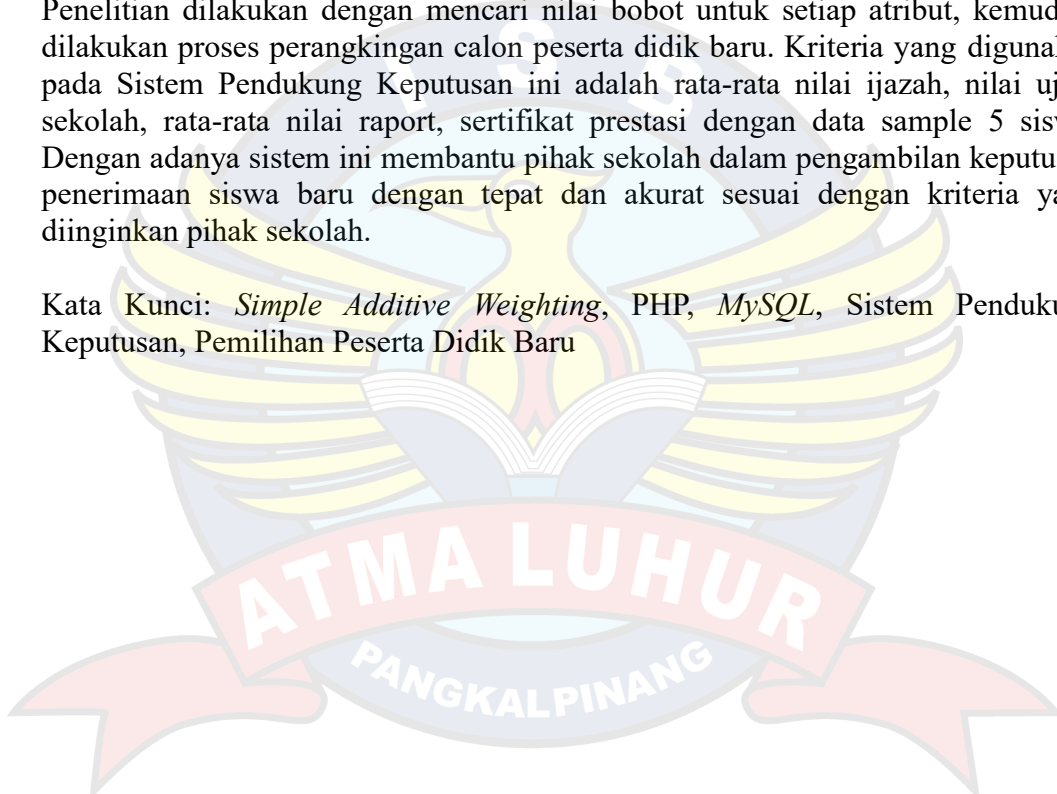 Penelitian dilakukan dengan mencari nilai bobot untuk setiap atribut, kemud
dilakukan proses perangkingan calon peserta didik baru. Kriteria yang diguna
pada Sistem Pendukung Keputusan ini adalah rata-rata nilai ijazah, nilai uj
sekolah, rata-rata nilai raport, sertifikat prestasi dengan data sample 5 sis
Dengan adanya sistem ini membantu pihak sekolah dalam pengambilan keputu
penerimaan siswa baru dengan tepat dan akurat sesuai dengan kriteria ya
diinginkan pihak sekolah.
Kata Kunci: Simple Additive Weighting, PHP, MySQL, Sistem Penduku
Keputusan, Pemilihan Peserta Didik Baru
I S B
ATMA LUHUR
PANGKALPINANG